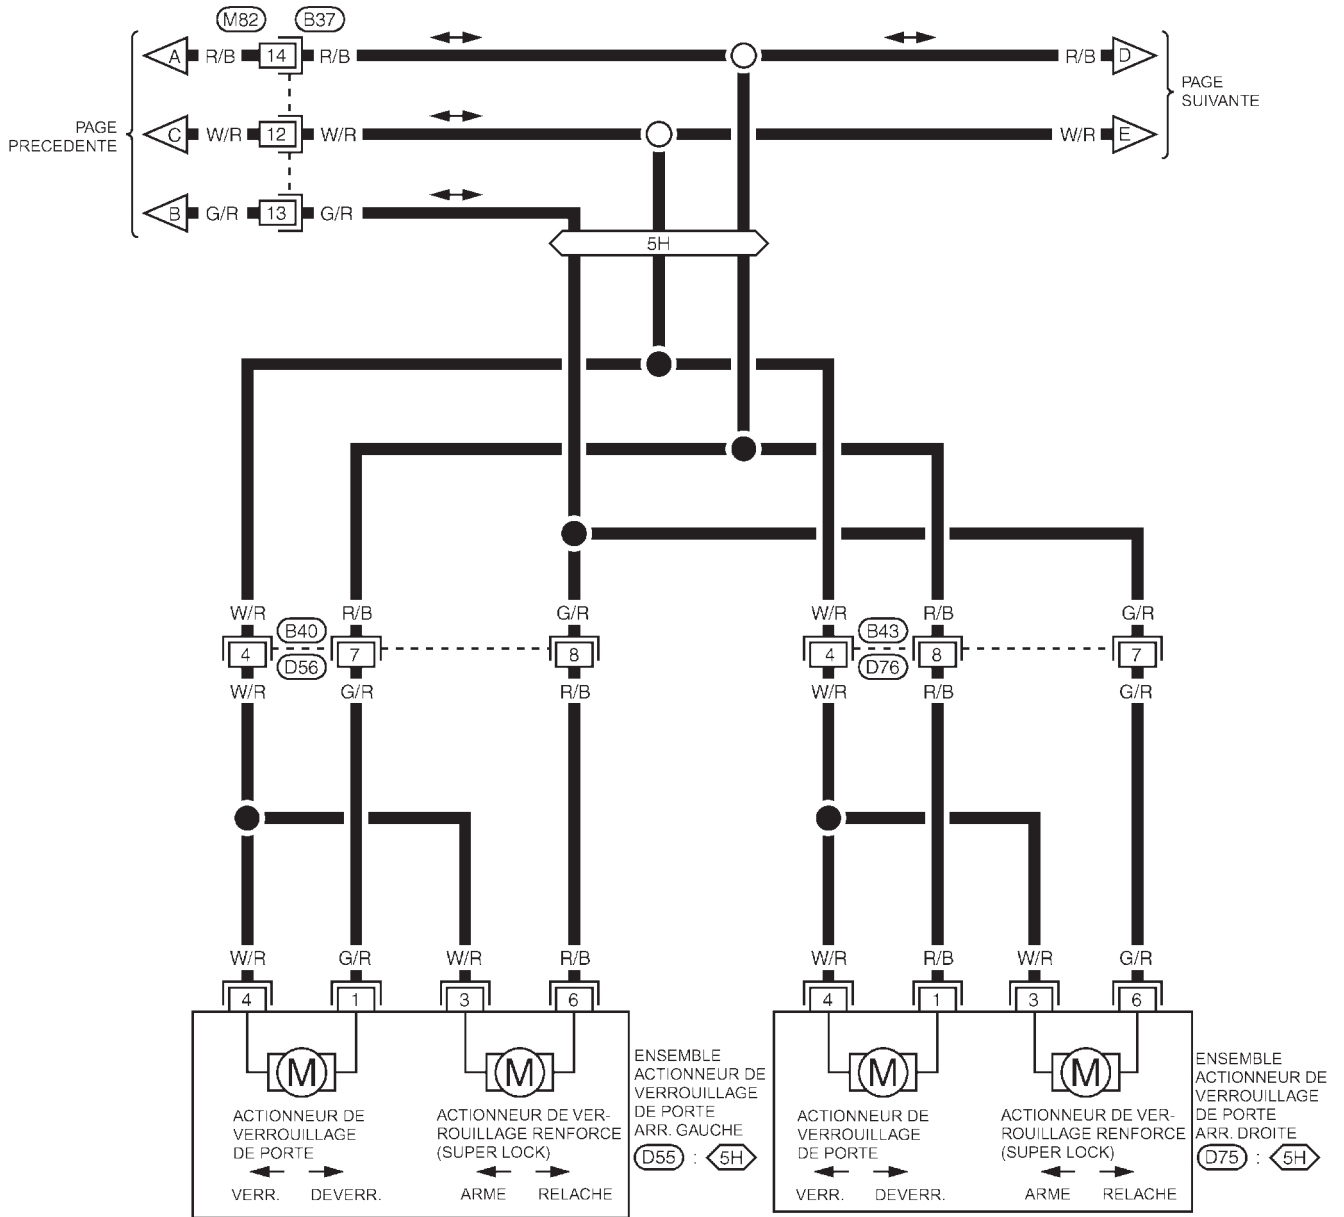 M82 B37
A R/B 14 R/B R/B D
PAGE
SUIVANTE
C W/R 12 W/R W/R E
PAGE
PRECEDENTE
B G/R 13 G/R
5H
W/R R/B G/R W/R R/B G/R
B40 B43
4 7 8 4 8 7
D56 D76
W/R G/R R/B W/R R/B G/R
W/R G/R W/R R/B W/R R/B W/R G/R
4 1 3 6 4 1 3 6
M M M M
ACTIONNEUR DE
VERROUILLAGE
DE PORTE
VERR. DEVERR.
ACTIONNEUR DE VER-
ROUILLAGE RENFORCE
(SUPER LOCK)
ARME RELACHE
ENSEMBLE
ACTIONNEUR DE
VERROUILLAGE
DE PORTE
ARR. GAUCHE
D55 : 5H
ACTIONNEUR DE
VERROUILLAGE
DE PORTE
VERR. DEVERR.
ACTIONNEUR DE VER-
ROUILLAGE RENFORCE
(SUPER LOCK)
ARME RELACHE
ENSEMBLE
ACTIONNEUR DE
VERROUILLAGE
DE PORTE
ARR. DROITE
D75 : 5H